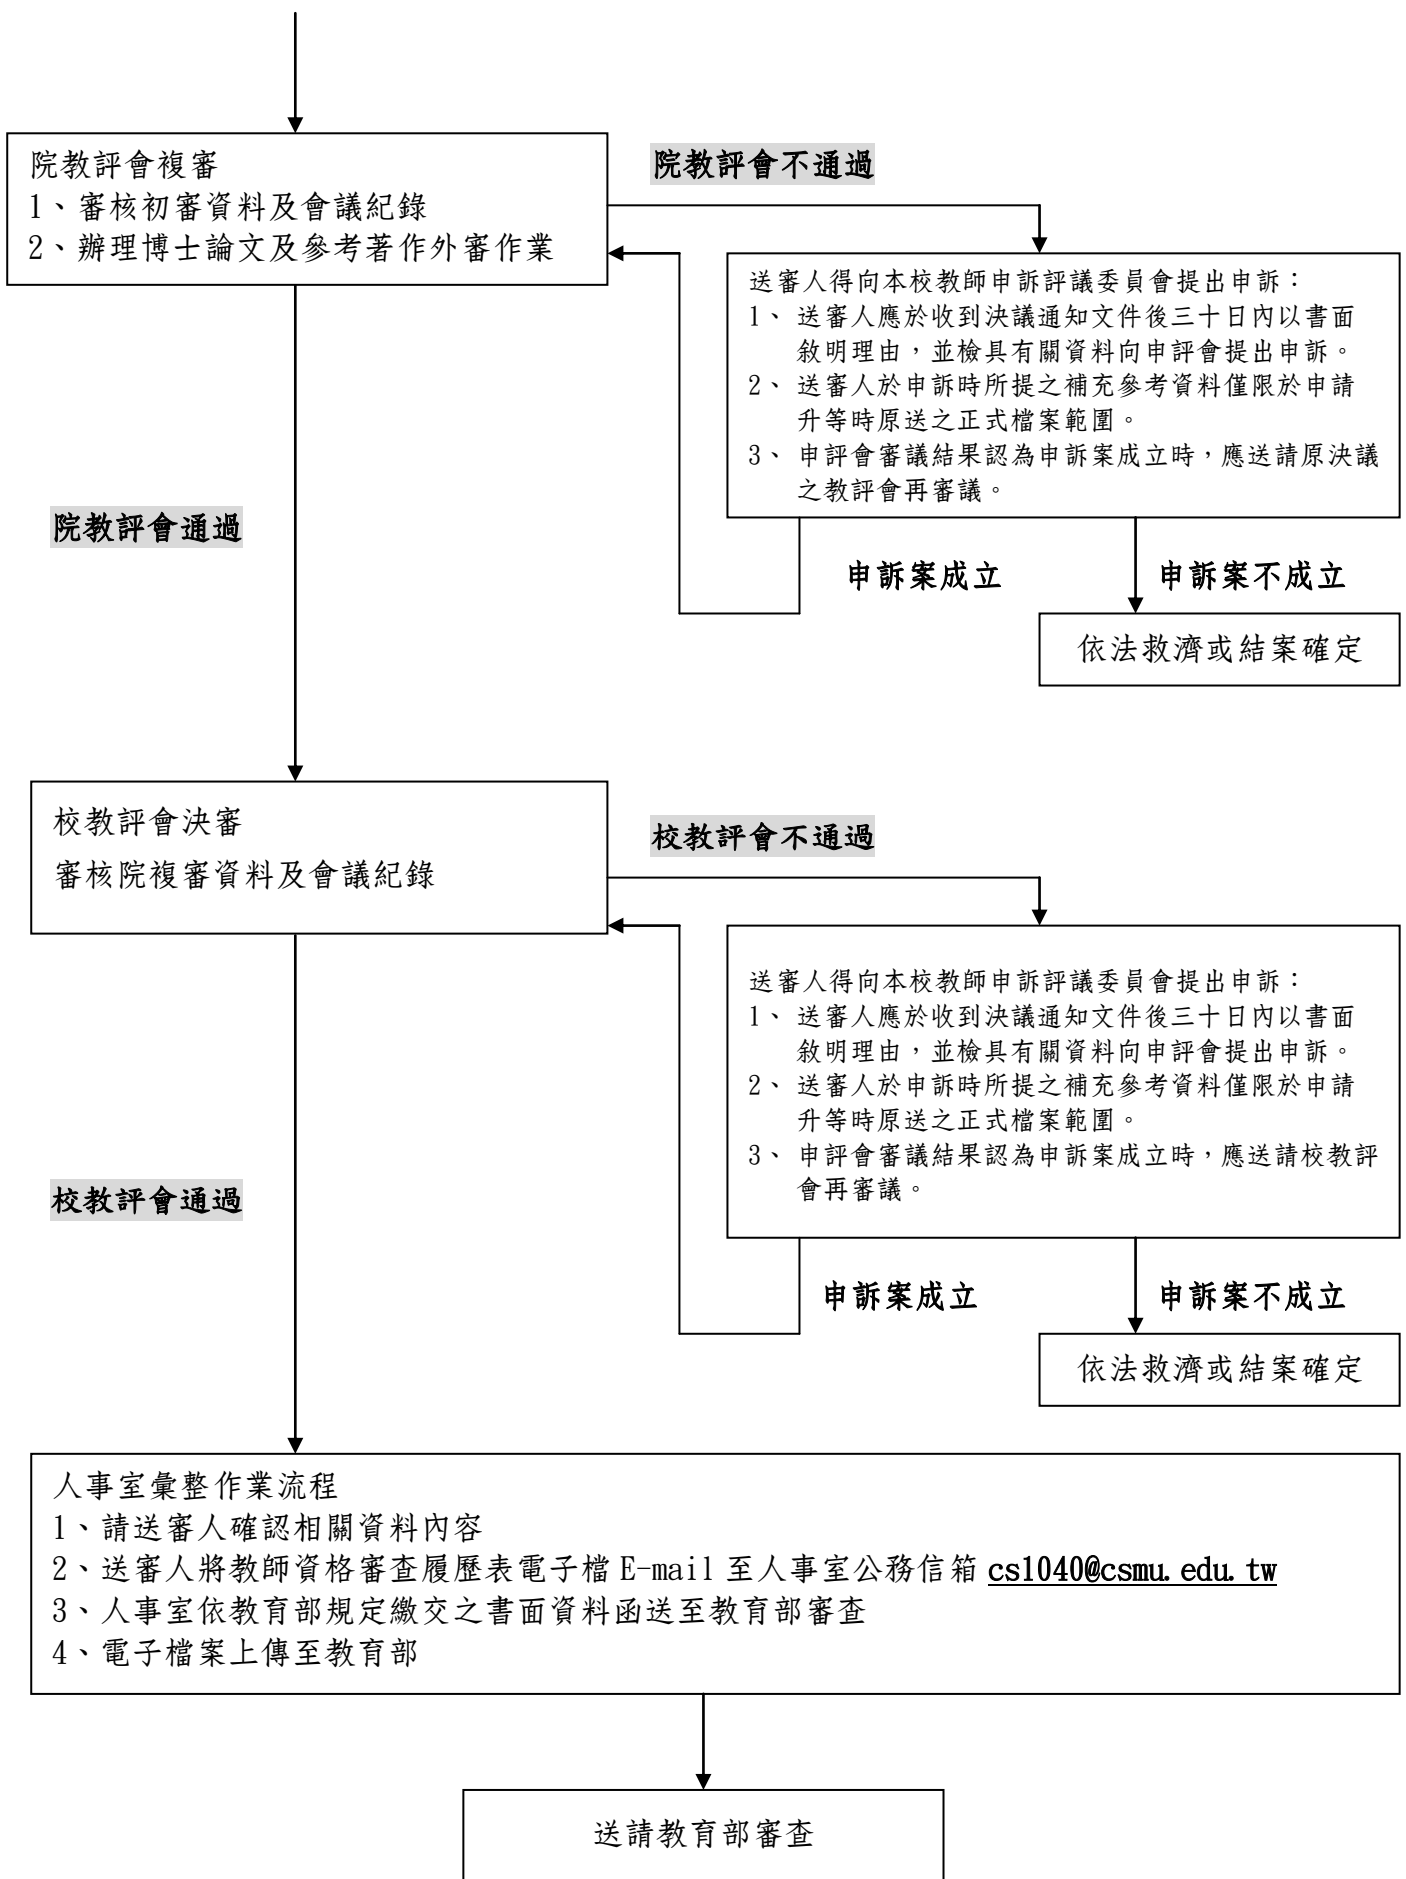 院教評會複審
1、審核初審資料及會議紀錄
2、辦理博士論文及參考著作外審作業
院教評會不通過
送審人得向本校教師申訴評議委員會提出申訴：
1、 送審人應於收到決議通知文件後三十日內以書面
敘明理由，並檢具有關資料向申評會提出申訴。
2、 送審人於申訴時所提之補充參考資料僅限於申請
升等時原送之正式檔案範圍。
3、 申評會審議結果認為申訴案成立時，應送請原決議
之教評會再審議。
院教評會通過
申訴案成立
申訴案不成立
依法救濟或結案確定
校教評會決審
審核院複審資料及會議紀錄
校教評會不通過
送審人得向本校教師申訴評議委員會提出申訴：
1、 送審人應於收到決議通知文件後三十日內以書面
敘明理由，並檢具有關資料向申評會提出申訴。
2、 送審人於申訴時所提之補充參考資料僅限於申請
升等時原送之正式檔案範圍。
3、 申評會審議結果認為申訴案成立時，應送請校教評
會再審議。
校教評會通過
申訴案成立
申訴案不成立
依法救濟或結案確定
人事室彙整作業流程
1、請送審人確認相關資料內容
2、送審人將教師資格審查履歷表電子檔 E-mail 至人事室公務信箱 cs1040@csmu.edu.tw
3、人事室依教育部規定繳交之書面資料函送至教育部審查
4、電子檔案上傳至教育部
送請教育部審查